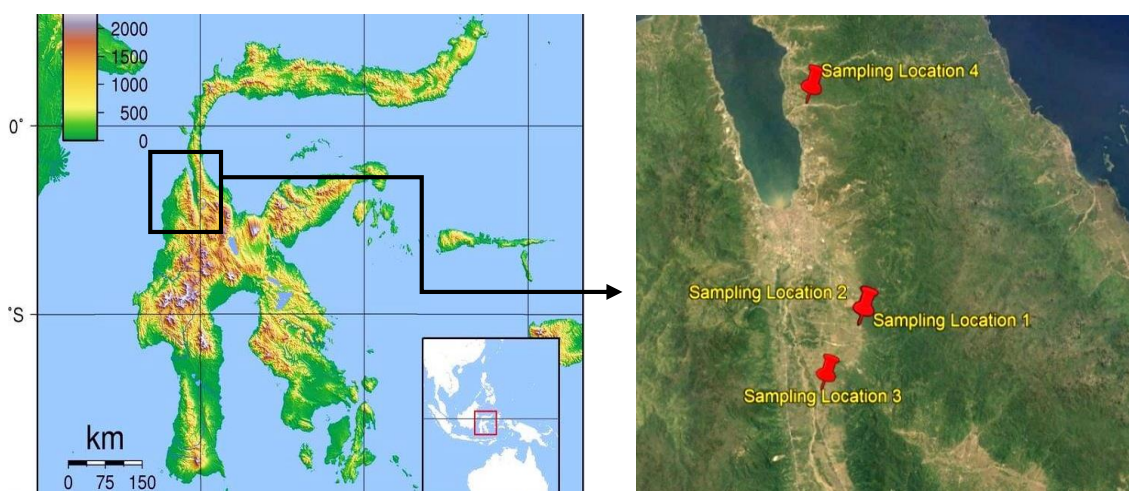 2000
1500
1000
500
0
0°
°S
km
0 75 150
Sampling Location 4
Sampling Location 2
Sampling Location 1
Sampling Location 3